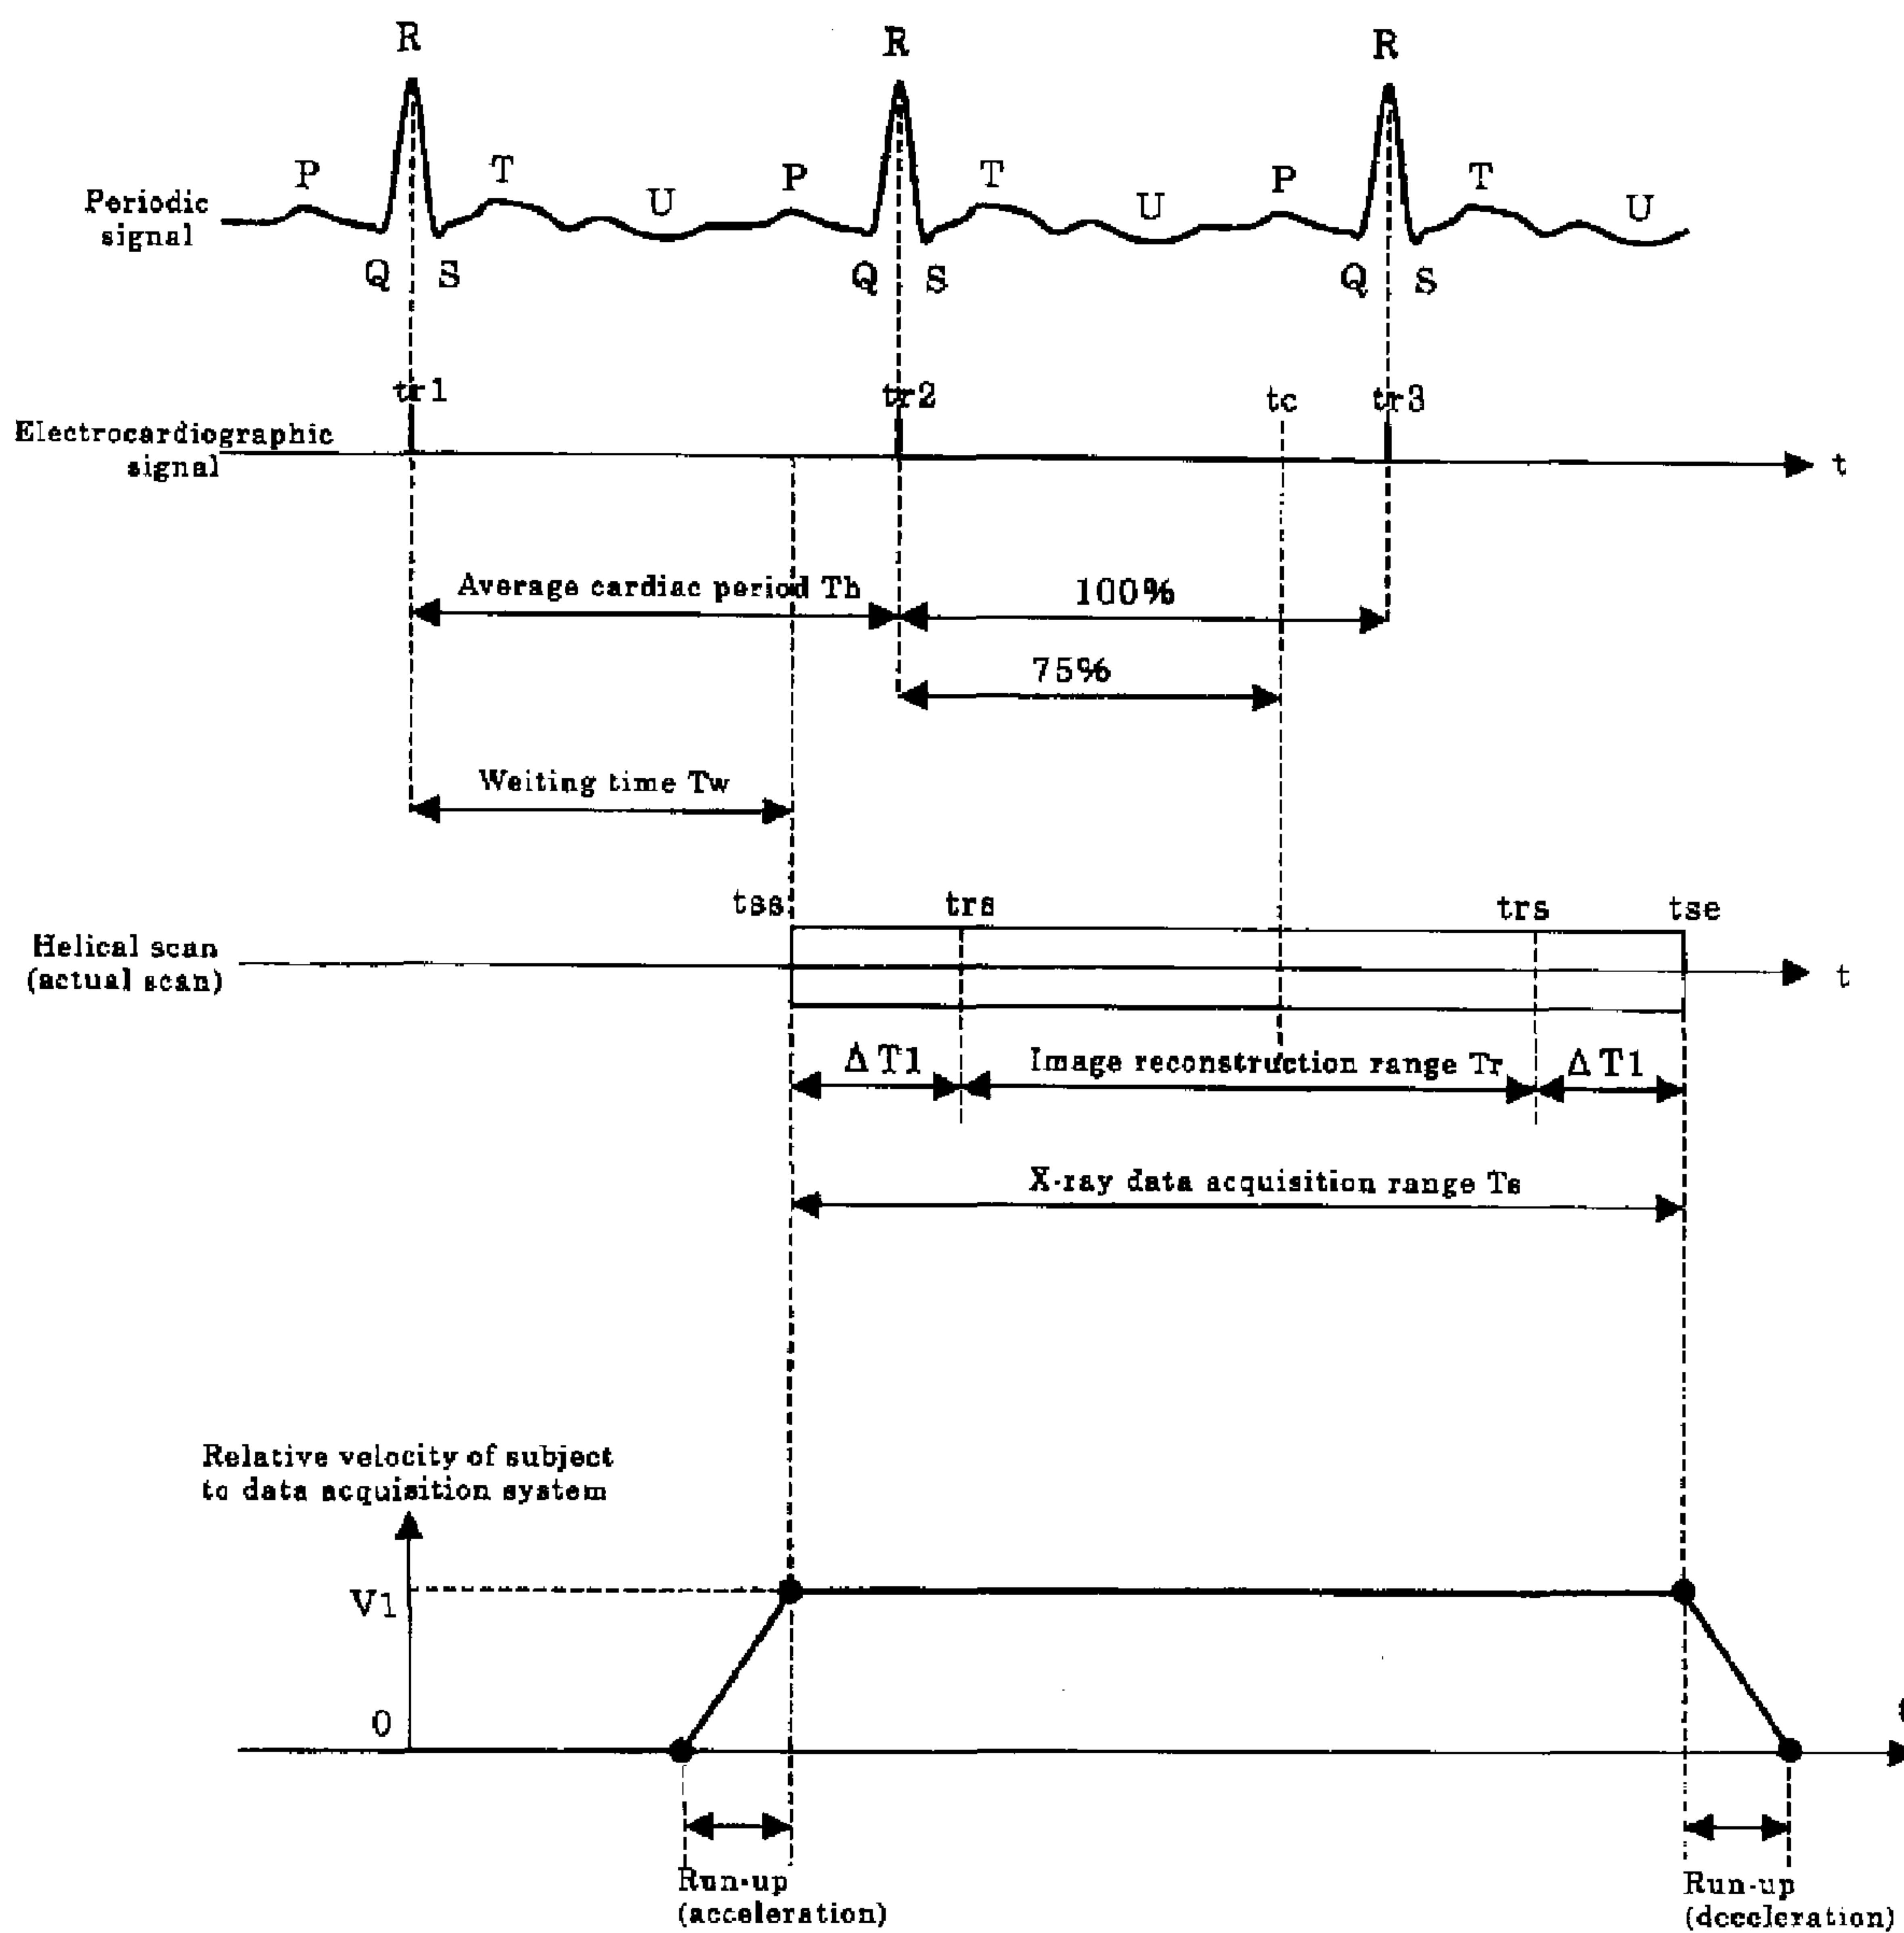 R R R
P T U P T U P T U
Periodic
signal
Q S Q S Q S
tr1 tr2 tc tr3
Electrocardiographic
signal
t
Average cardiac period Th
100%
75%
Weiting time Tw
tss trs trs tse
Helical scan
(actual scan)
t
ΔT1 Image reconstruction range Tr ΔT1
X-ray data acquisition range Ts
Relative velocity of subject
to data acquisition system
V1
0
Run-up
(acceleration)
Run-up
(deceleration)